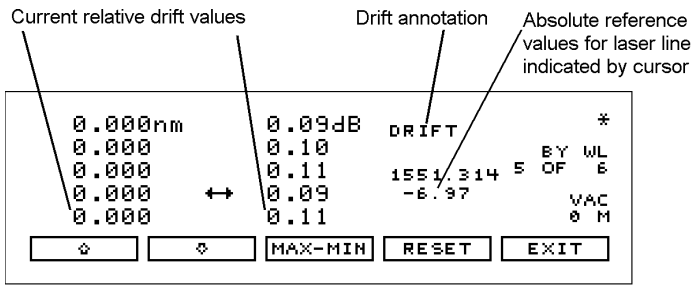 Current relative drift values
Drift annotation
Absolute reference
values for laser line
indicated by cursor
0.000nm 0.09dB DRIFT *
0.000 0.10 BY WL
0.000 0.11 1551.314 5 OF 6
0.000 ↔ 0.09 -6.97 VAC
0.000 0.11 0 M
MAX-MIN RESET EXIT